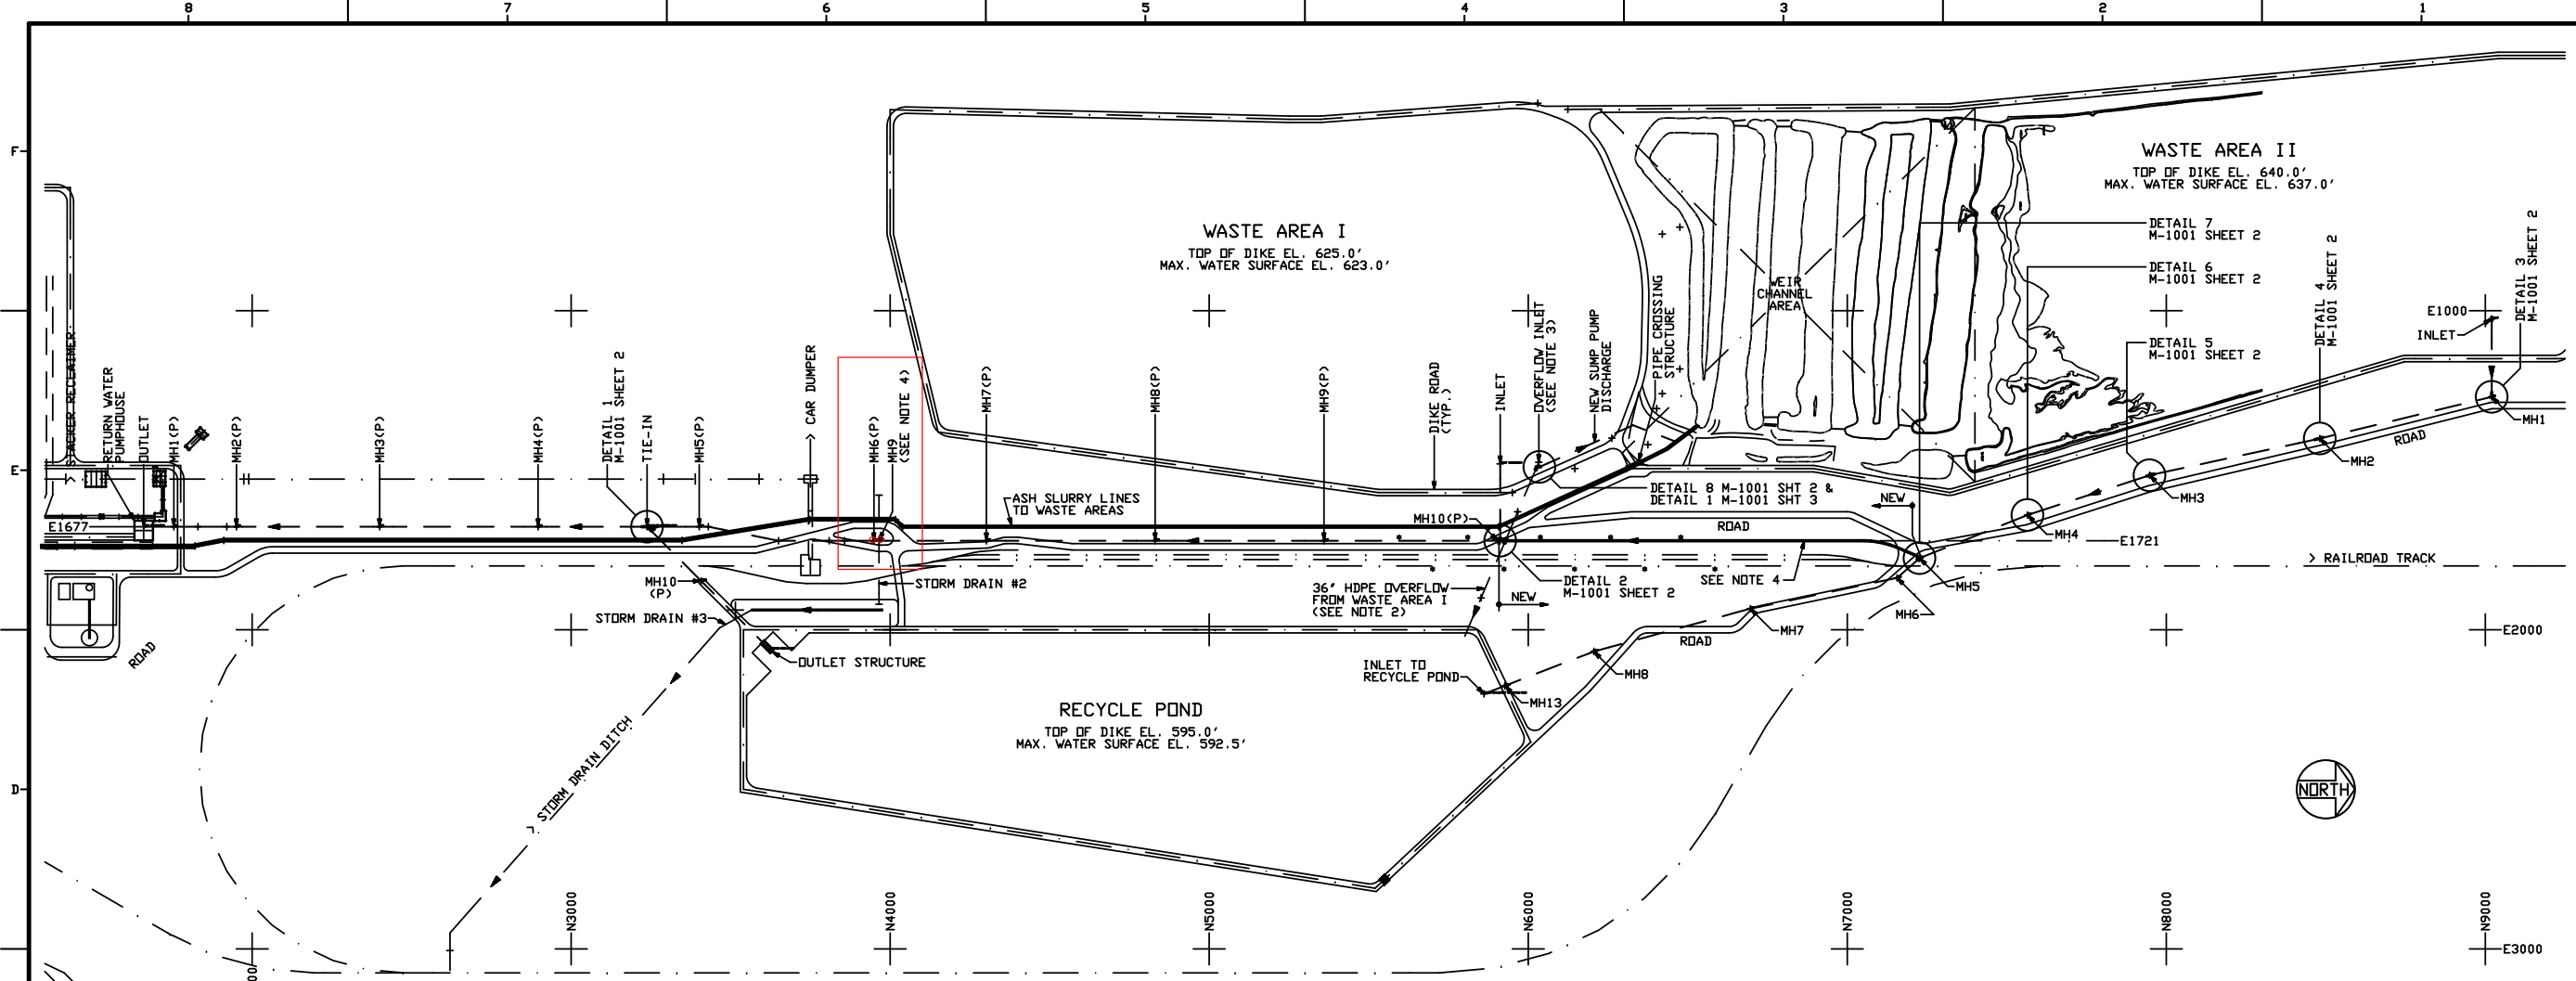 8
7
6
5
4
3
2
1
F
E
D
WASTE AREA I
TOP OF DIKE EL. 625.0'
MAX. WATER SURFACE EL. 623.0'
WASTE AREA II
TOP OF DIKE EL. 640.0'
MAX. WATER SURFACE EL. 637.0'
DETAIL 7
M-1001 SHEET 2
DETAIL 6
M-1001 SHEET 2
DETAIL 5
M-1001 SHEET 2
DETAIL 4
M-1001 SHEET 2
DETAIL 3
M-1001 SHEET 2
E1000
INLET
WEIR
CHANNEL
AREA
STACKER RECLAIMER
RETURN WATER
PUMPHOUSE
OUTLET
MH1(P)
MH2(P)
MH3(P)
MH4(P)
DETAIL 1
M-1001 SHEET 2
TIE-IN
MH5(P)
> CAR DUMPER
MH6(P)
MH9
(SEE NOTE 4)
MH7(P)
MH8(P)
MH9(P)
DIKE ROAD
(TYP.)
INLET
OVERFLOW INLET
(SEE NOTE 3)
NEW SUMP PUMP
DISCHARGE
PIPE CROSSING
STRUCTURE
ASH SLURRY LINES
TO WASTE AREAS
DETAIL 8 M-1001 SHT 2 &
DETAIL 1 M-1001 SHT 3
MH10(P)
ROAD
NEW
MH1
ROAD
MH2
MH3
MH4
E1721
E1677
> RAILROAD TRACK
MH10
(P)
STORM DRAIN #2
STORM DRAIN #3
36" HDPE OVERFLOW
FROM WASTE AREA I
(SEE NOTE 2)
NEW
DETAIL 2
M-1001 SHEET 2
SEE NOTE 4
MH5
MH6
MH7
ROAD
E2000
ROAD
OUTLET STRUCTURE
INLET TO
RECYCLE POND
MH8
MH13
RECYCLE POND
TOP OF DIKE EL. 595.0'
MAX. WATER SURFACE EL. 592.5'
> STORM DRAIN DITCH
NORTH
N3000
N4000
N5000
N6000
N7000
N8000
N9000
E3000